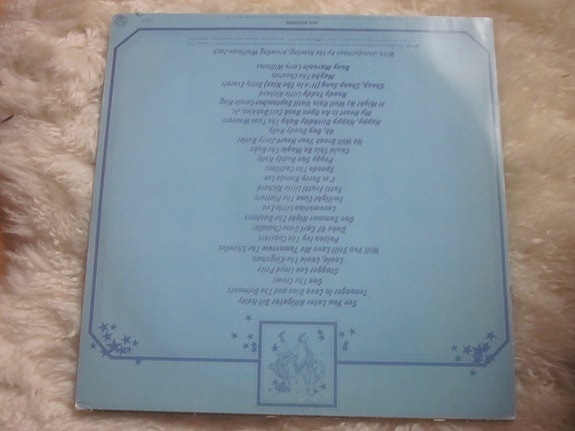 See You Later Alligator Bill Haley
Teenager In Love Dion and The Belmonts
Gee The Crows
Stagger Lee Lloyd Price
Louie, Louie The Kingsmen
Will You Still Love Me Tomorrow The Shirelles
Poison Ivy The Coasters
Duke Of Earl Gene Chandler
One Summer Night The Danleers
Locomotion Little Eva
Twilight Time The Platters
Tutti Frutti Little Richard
I'm Sorry Brenda Lee
Speedo The Cadillacs
Peggy Sue Buddy Holly
Could This Be Magic The Dubs
He Will Break Your Heart Jerry Butler
Oh, Boy Buddy Holly
Happy, Happy Birthday Baby The Tune Weavers
My Heart Is An Open Book Carl Dobkins, Jr.
It Might As Well Rain Until September Carole King
Ready Teddy Little Richard
Shoop, Shoop Song (It's In His Kiss) Betty Everett
Maybe The Chantels
Bony Moronie Larry Williams
With introduction by the howling, prowling Wolfman Jack
MCA RECORDS